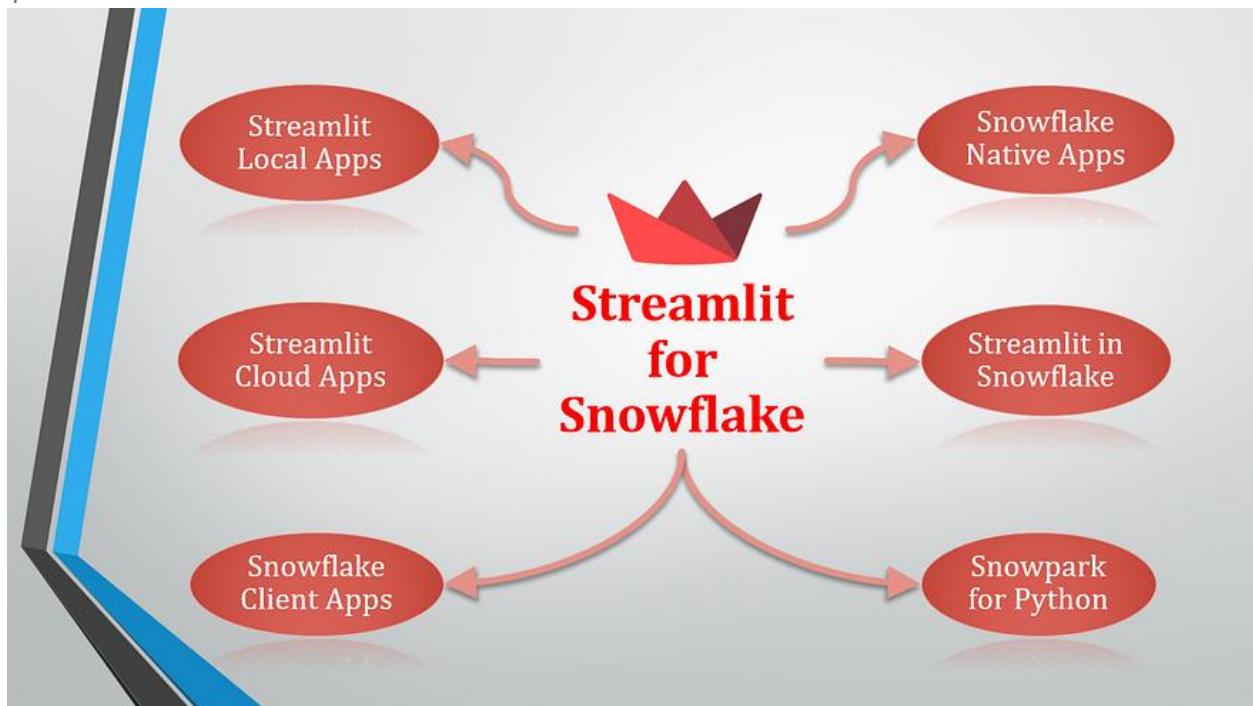 Streamlit
Local Apps
Snowflake
Native Apps
Streamlit
for
Snowflake
Streamlit
Cloud Apps
Streamlit in
Snowflake
Snowflake
Client Apps
Snowpark
for Python